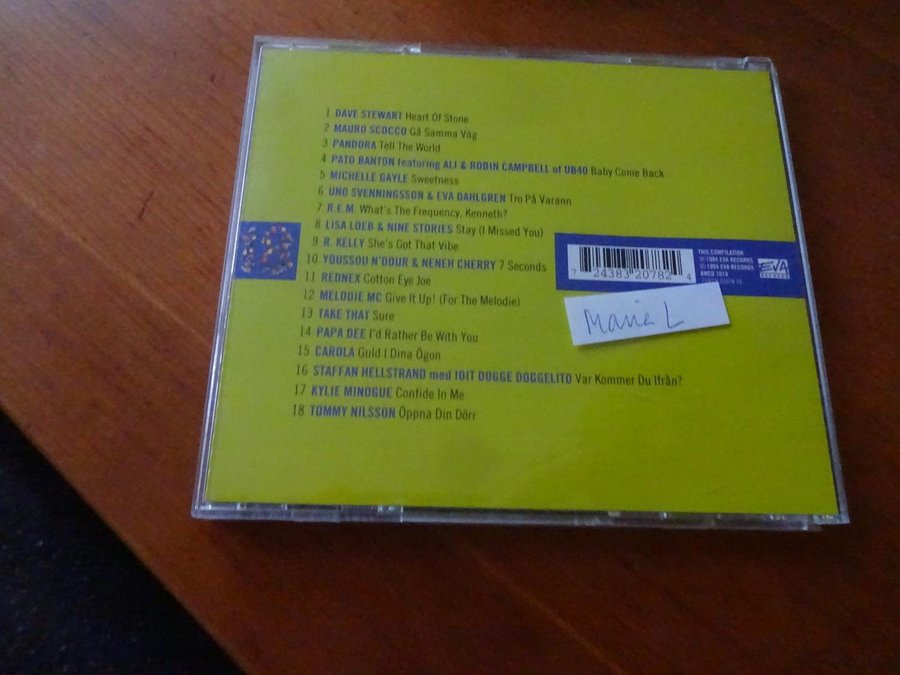 1 DAVE STEWART Heart Of Stone
2 MAURO SCOCCO Gå Samma Väg
3 PANDORA Tell The World
4 PATO BANTON featuring ALI & ROBIN CAMPBELL of UB40 Baby Come Back
5 MICHELLE GAYLE Sweetness
6 UNO SVENNINGSSON & EVA DAHLGREN Tro På Varann
7 R.E.M. What's The Frequency, Kenneth?
8 LISA LOEB & NINE STORIES Stay (I Missed You)
9 R. KELLY She's Got That Vibe
10 YOUSSOU N'DOUR & NENEH CHERRY 7 Seconds
11 REDNEX Cotton Eye Joe
12 MELODIE MC Give It Up! (For The Melodie)
13 TAKE THAT Sure
14 PAPA DEE I'd Rather Be With You
15 CAROLA Guld I Dina Ögon
16 STAFFAN HELLSTRAND med IDIT DOGGE DOGGELITO Var Kommer Du Ifrån?
17 KYLIE MINOGUE Confide In Me
18 TOMMY NILSSON Öppna Din Dörr
18
7 24383 20782 4
THIS COMPILATION
℗ 1994 EVA RECORDS
© 1994 EVA RECORDS
EVA
RECORDS
Maria L